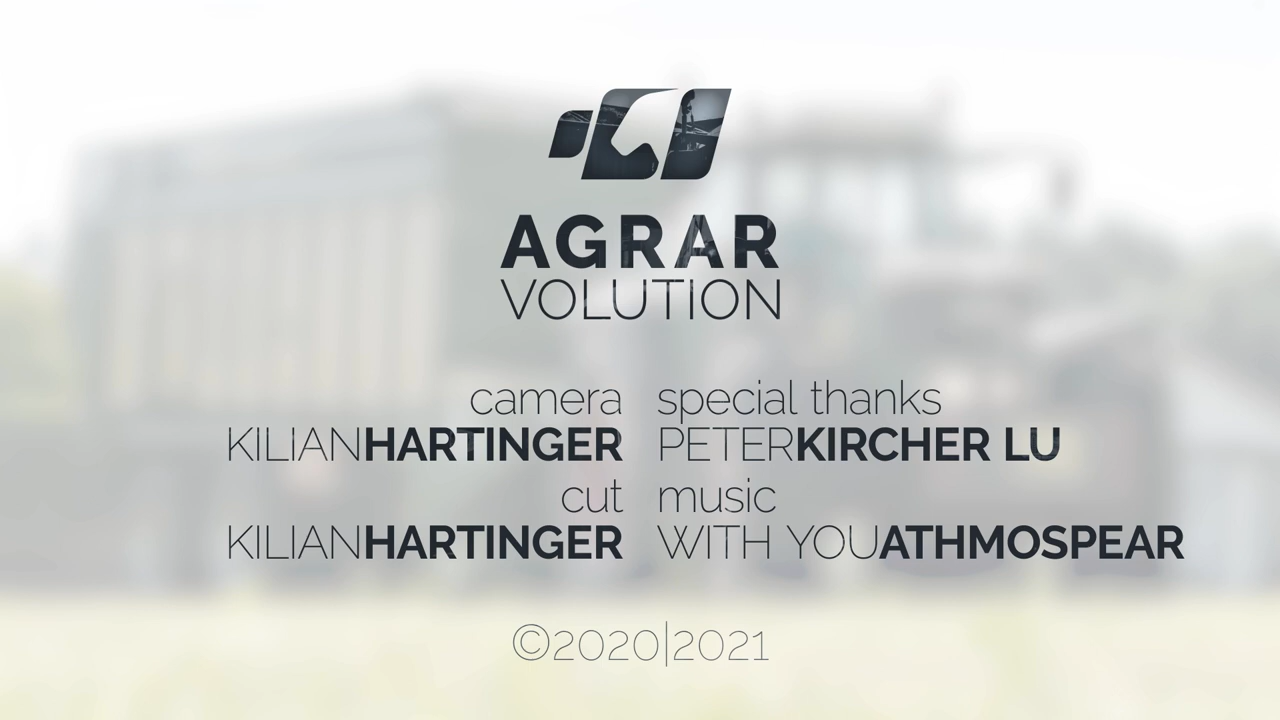 AGRAR
VOLUTION
camera
KILIANHARTINGER
cut
KILIANHARTINGER
special thanks
PETERKIRCHER LU
music
WITH YOUATHMOSPEAR
©2020|2021